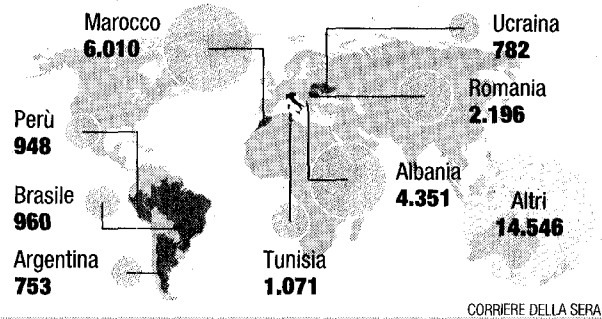 Marocco
6.010
Ucraina
782
Romania
2.196
Perù
948
Albania
4.351
Brasile
960
Altri
14.546
Argentina
753
Tunisia
1.071
CORRIERE DELLA SERA